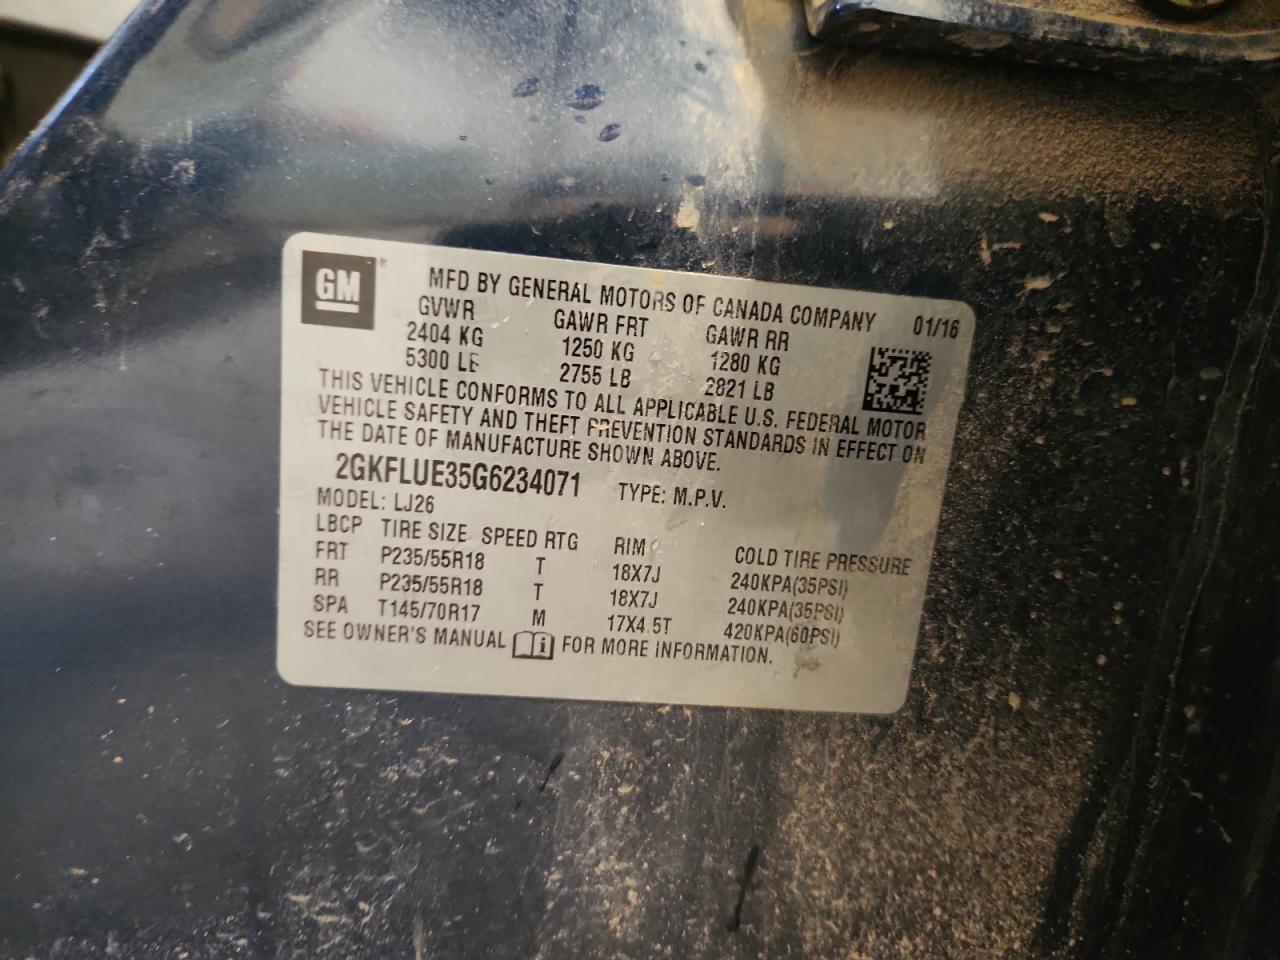 GM ® MFD BY GENERAL MOTORS OF CANADA COMPANY 01/16
GVWR GAWR FRT GAWR RR
2404 KG 1250 KG 1280 KG
5300 LB 2755 LB 2821 LB
THIS VEHICLE CONFORMS TO ALL APPLICABLE U.S. FEDERAL MOTOR
VEHICLE SAFETY AND THEFT PREVENTION STANDARDS IN EFFECT ON
THE DATE OF MANUFACTURE SHOWN ABOVE.
2GKFLUE35G6234071 TYPE: M.P.V.
MODEL: LJ26
LBCP TIRE SIZE SPEED RTG RIM COLD TIRE PRESSURE
FRT P235/55R18 T 18X7J 240KPA(35PSI)
RR P235/55R18 T 18X7J 240KPA(35PSI)
SPA T145/70R17 M 17X4.5T 420KPA(60PSI)
SEE OWNER'S MANUAL i FOR MORE INFORMATION.